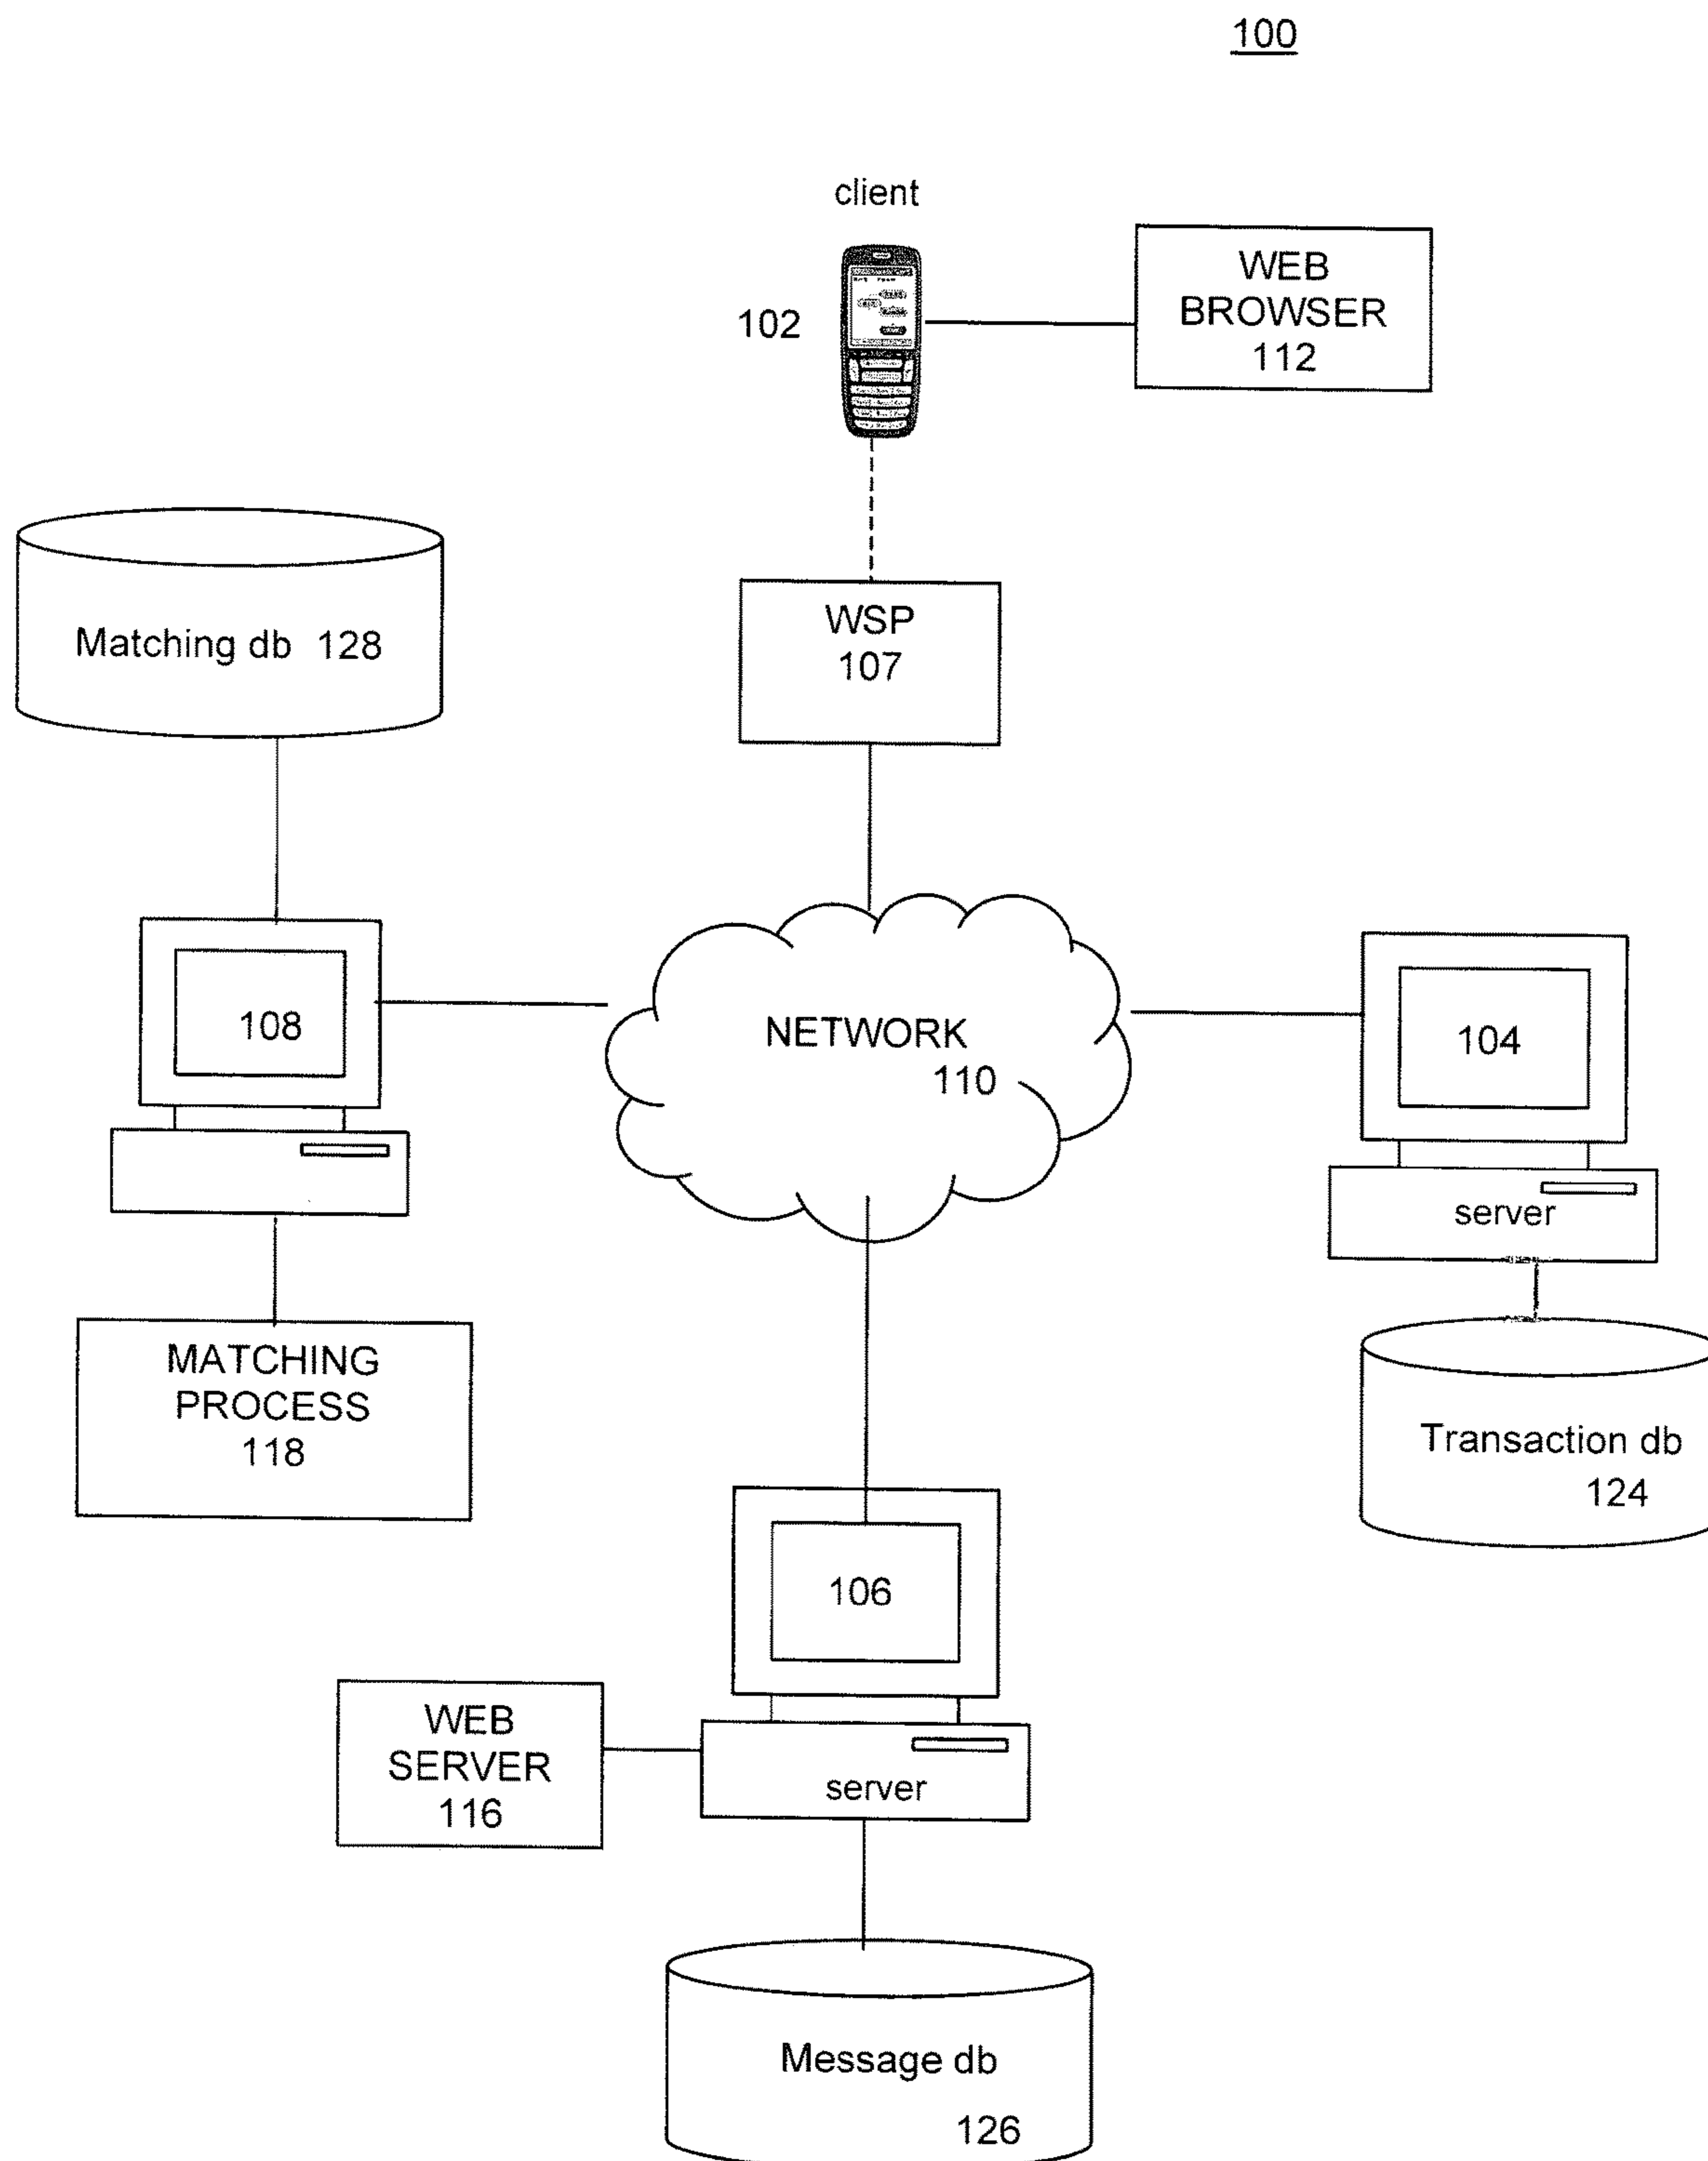 100
client
102
WEB
BROWSER
112
Matching db 128
WSP
107
108
NETWORK
110
104
server
MATCHING
PROCESS
118
Transaction db
124
106
WEB
SERVER
116
server
Message db
126